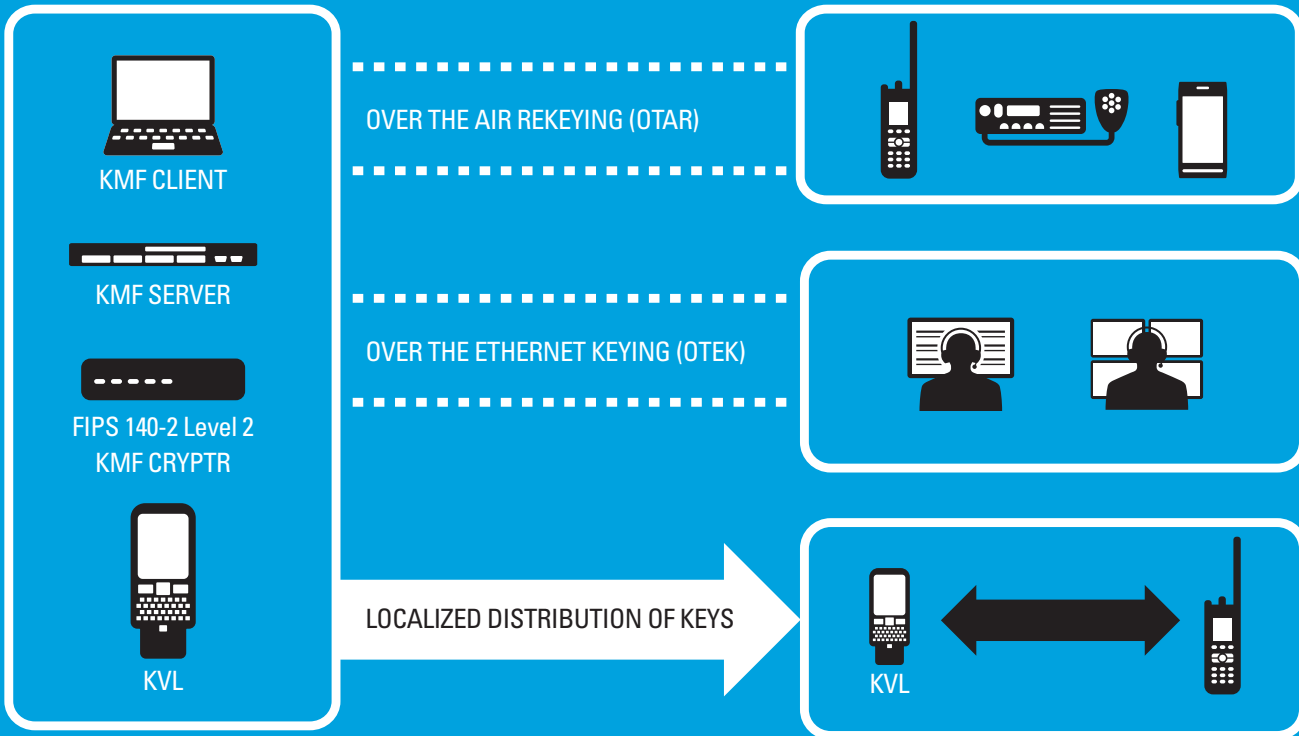 KMF CLIENT
KMF SERVER
FIPS 140-2 Level 2
KMF CRYPTR
KVL
OVER THE AIR REKEYING (OTAR)
OVER THE ETHERNET KEYING (OTEK)
LOCALIZED DISTRIBUTION OF KEYS
KVL